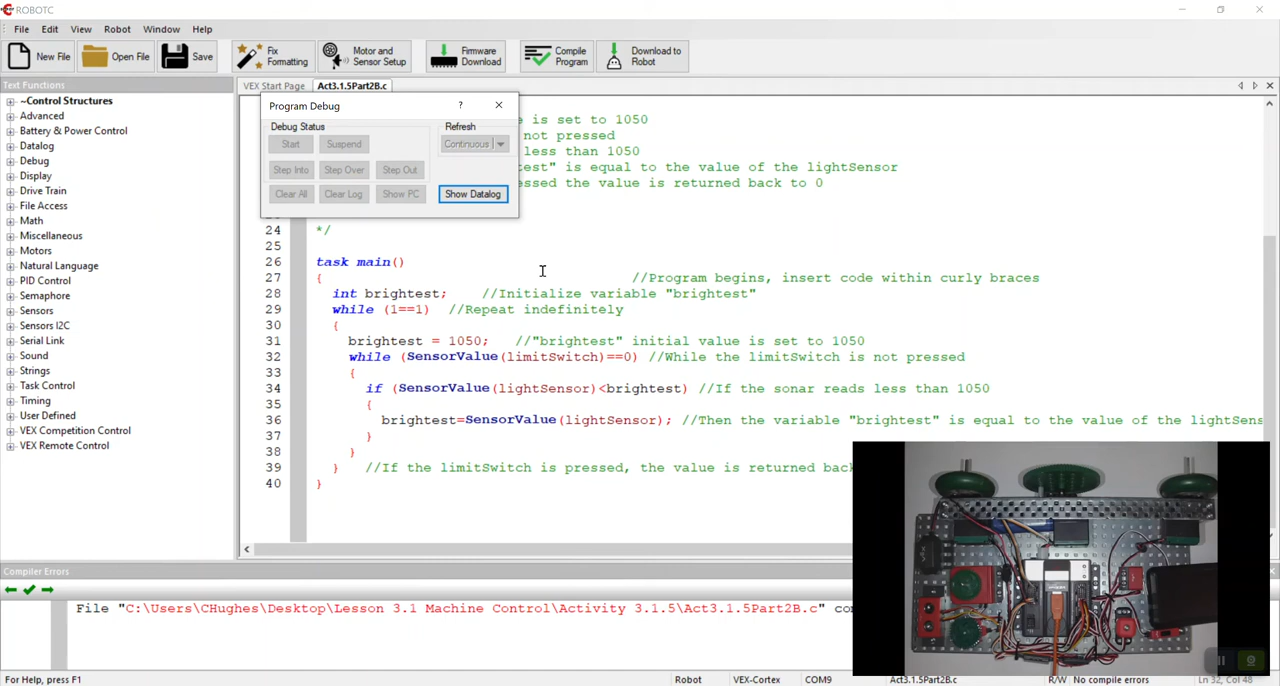 ROBOTC
File Edit View Robot Window Help
New File Open File Save Fix Formatting Motor and Sensor Setup Firmware Download Compile Program Download to Robot
Text Functions
VEX Start Page Act3.1.5Part2B.c
~Control Structures
Advanced
Battery & Power Control
Datalog
Debug
Display
Drive Train
File Access
Math
Miscellaneous
Motors
Natural Language
PID Control
Semaphore
Sensors
Sensors I2C
Serial Link
Sound
Strings
Task Control
Timing
User Defined
VEX Competition Control
VEX Remote Control
Program Debug ?
Debug Status Refresh
Start Suspend Continuous
Step Into Step Over Step Out
Clear All Clear Log Show PC Show Datalog
e is set to 1050
not pressed
less than 1050
test" is equal to the value of the lightSensor
essed the value is returned back to 0
24 */
25
26 task main()
27 { //Program begins, insert code within curly braces
28 int brightest; //Initialize variable "brightest"
29 while (1==1) //Repeat indefinitely
30 {
31 brightest = 1050; //"brightest" initial value is set to 1050
32 while (SensorValue(limitSwitch)==0) //While the limitSwitch is not pressed
33 {
34 if (SensorValue(lightSensor)<brightest) //If the sonar reads less than 1050
35 {
36 brightest=SensorValue(lightSensor); //Then the variable "brightest" is equal to the value of the lightSens
37 }
38 }
39 } //If the limitSwitch is pressed, the value is returned back
40 }
Compiler Errors
File "C:\Users\CHughes\Desktop\Lesson 3.1 Machine Control\Activity 3.1.5\Act3.1.5Part2B.c" co
For Help, press F1 Robot VEX-Cortex COM9 Act3.1.5Part2B.c R/W No compile errors Ln 32, Col 48